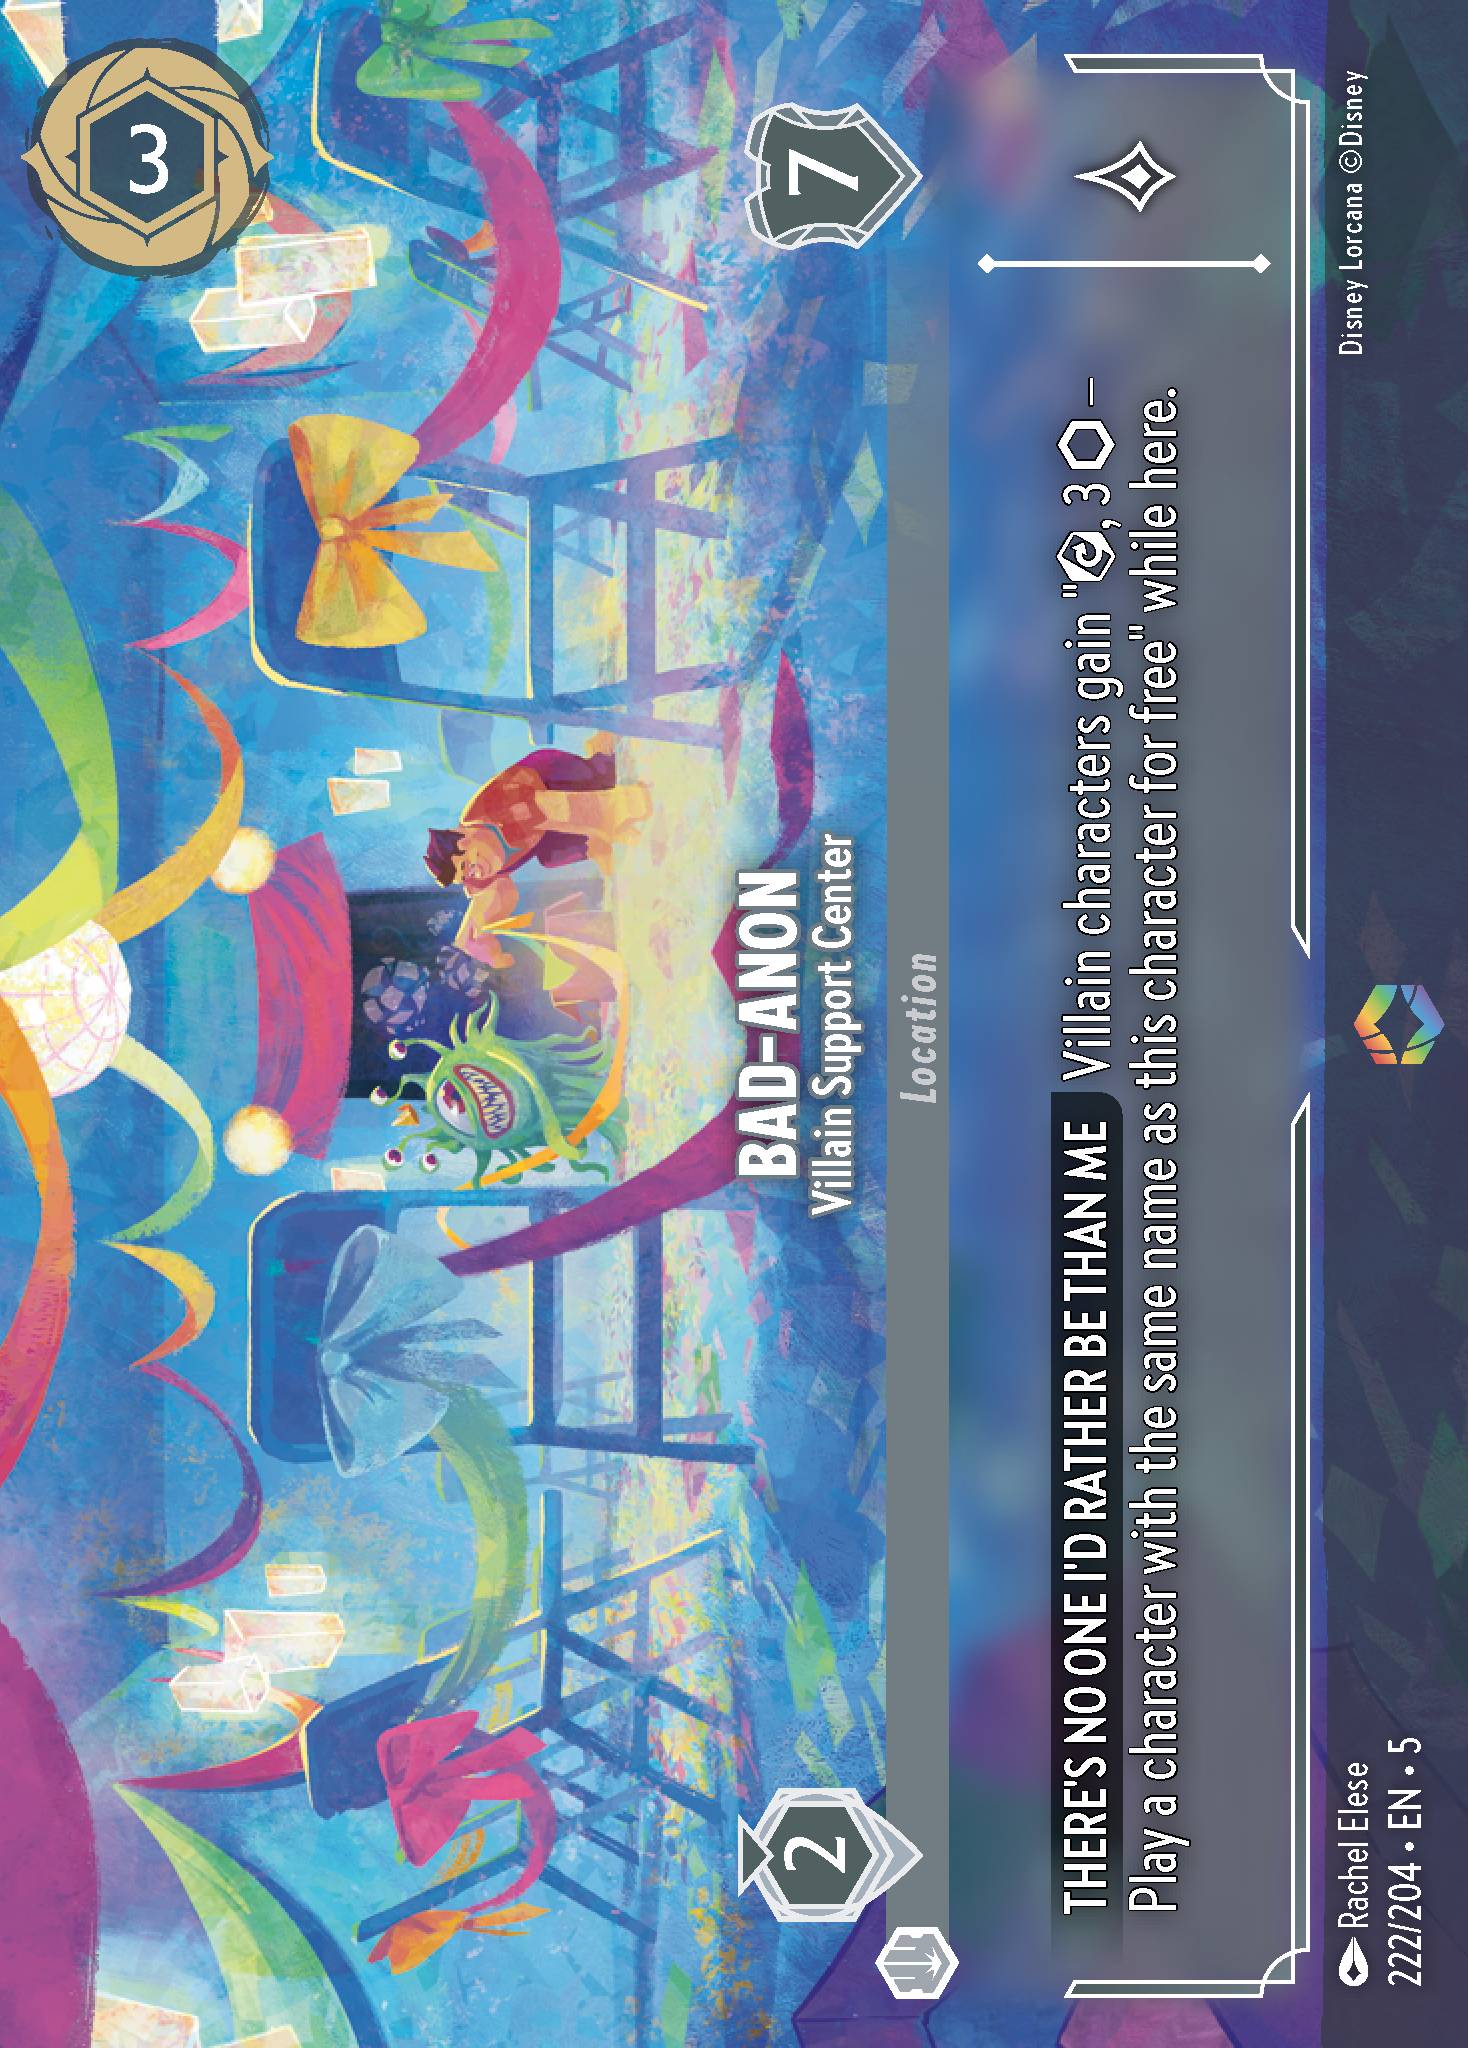 3
2
BAD-ANON
7
Villain Support Center
Location
THERE'S NO ONE I'D RATHER BE THAN ME Villain characters gain "⟳, 3 ⬡ –
Play a character with the same name as this character for free" while here.
Rachel Elese
Disney Lorcana ©Disney
222/204 • EN • 5